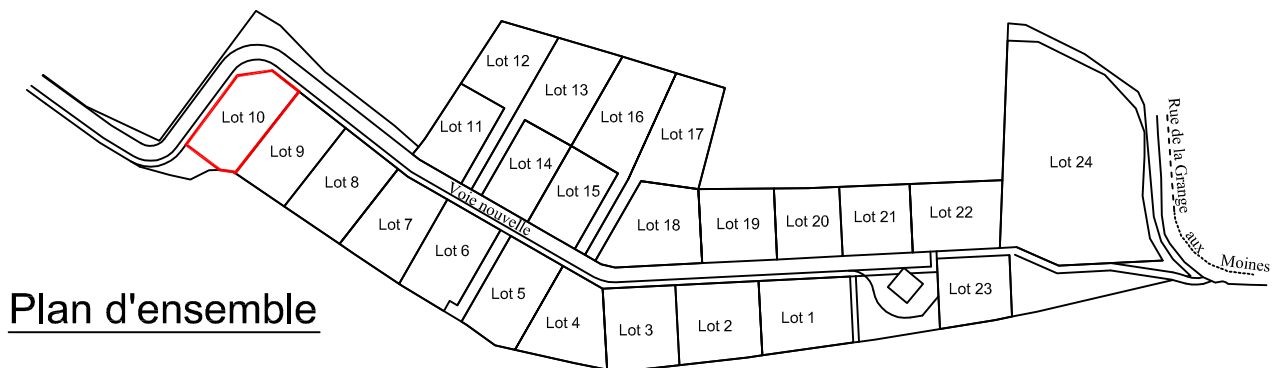 Lot 12
Lot 13
Lot 16
Lot 17
Lot 10
Lot 11
Lot 9
Lot 14
Lot 15
Lot 8
Lot 7
Voie nouvelle
Lot 6
Lot 18
Lot 19
Lot 20
Lot 21
Lot 22
Lot 24
Rue de la Grange
aux
Moines
Lot 5
Lot 4
Lot 3
Lot 2
Lot 1
Lot 23
Plan d'ensemble